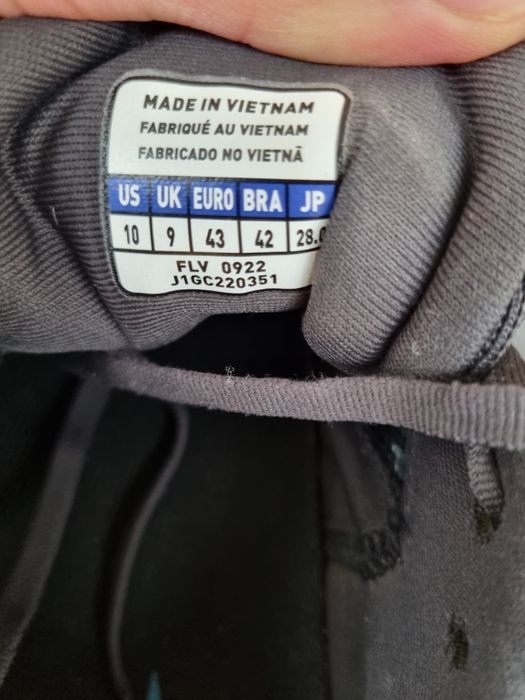 MADE IN VIETNAM
FABRIQUÉ AU VIETNAM
FABRICADO NO VIETNÃ
US UK EURO BRA JP
10 9 43 42 28.0
FLV 0922
J1GC220351